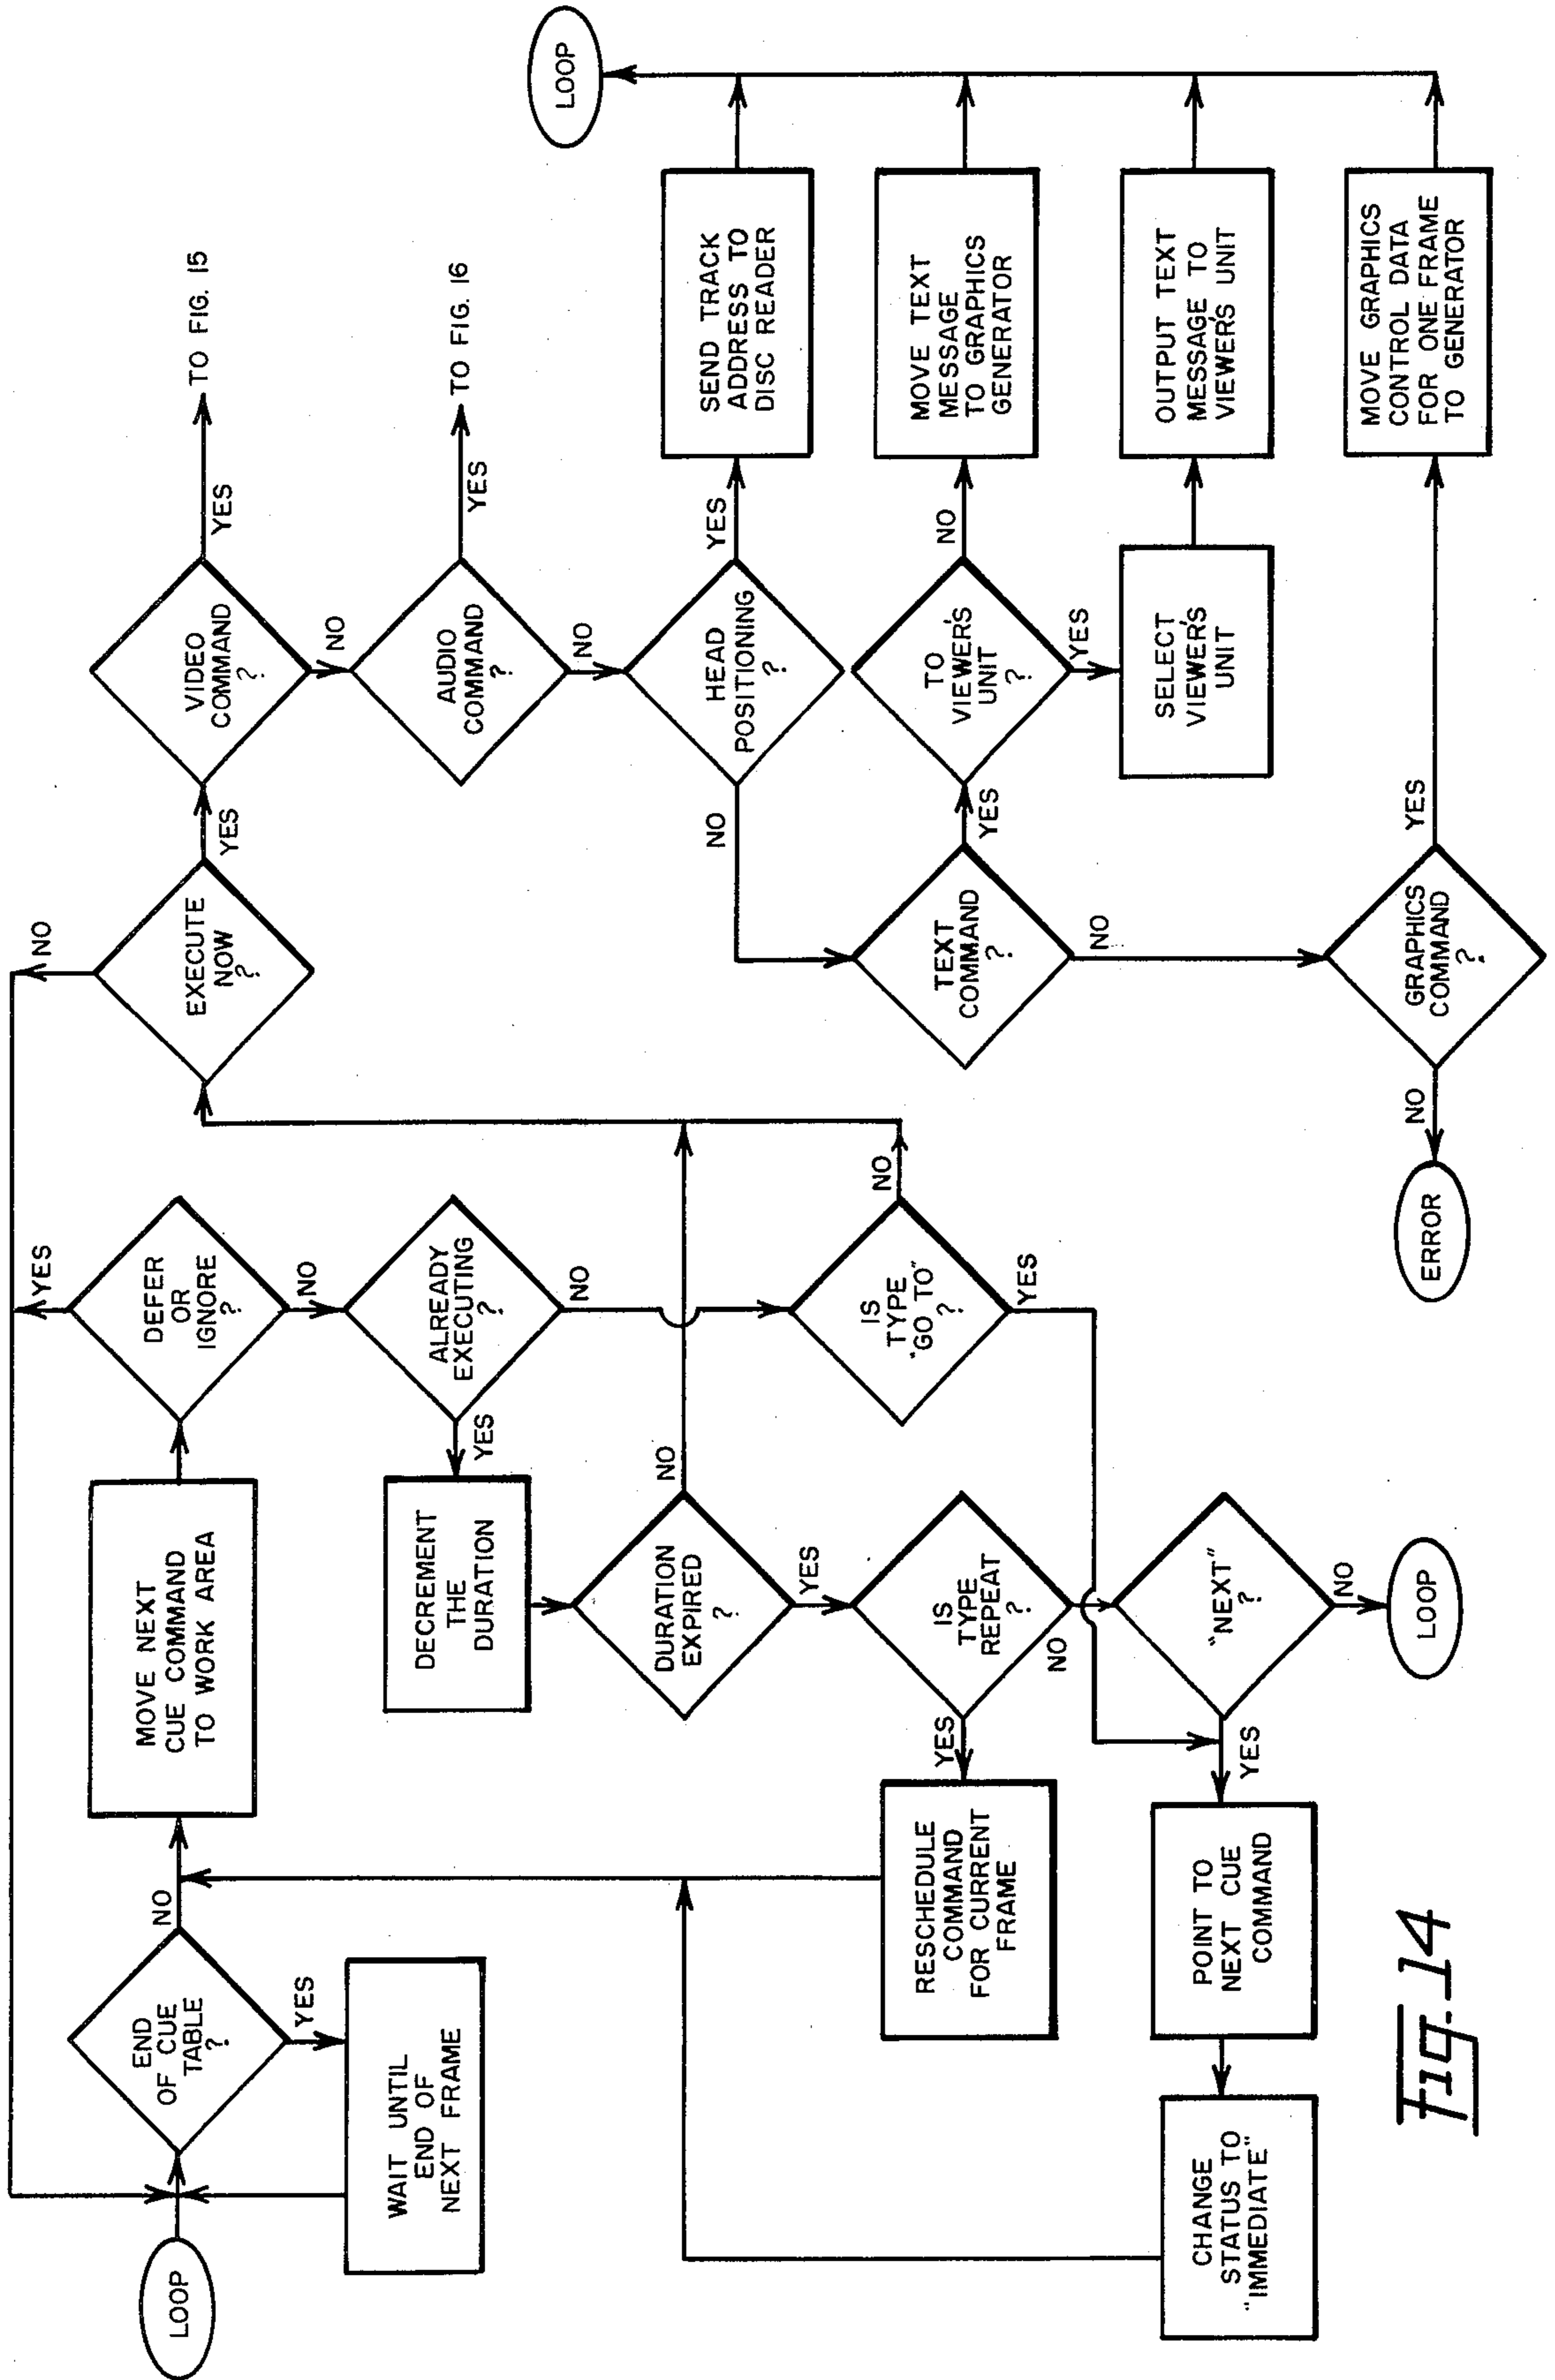 LOOP
END
OF CUE
TABLE
?
NO
YES
WAIT UNTIL
END OF
NEXT FRAME
MOVE NEXT
CUE COMMAND
TO WORK AREA
DEFER
OR
IGNORE
?
YES
NO
ALREADY
EXECUTING
?
YES
NO
DECREMENT
THE
DURATION
DURATION
EXPIRED
?
NO
YES
IS
TYPE
REPEAT
?
YES
NO
RESCHEDULE
COMMAND
FOR CURRENT
FRAME
IS
TYPE
"GO TO"
?
NO
YES
"NEXT"
?
YES
NO
LOOP
POINT TO
NEXT CUE
COMMAND
CHANGE
STATUS TO
"IMMEDIATE"
EXECUTE
NOW
?
NO
YES
VIDEO
COMMAND
?
YES
TO FIG. 15
NO
AUDIO
COMMAND
?
YES
TO FIG. 16
NO
HEAD
POSITIONING
?
YES
NO
SEND TRACK
ADDRESS TO
DISC READER
LOOP
TEXT
COMMAND
?
YES
NO
TO
VIEWER'S
UNIT
?
NO
YES
MOVE TEXT
MESSAGE
TO GRAPHICS
GENERATOR
SELECT
VIEWER'S
UNIT
OUTPUT TEXT
MESSAGE TO
VIEWER'S UNIT
GRAPHICS
COMMAND
?
NO
YES
ERROR
MOVE GRAPHICS
CONTROL DATA
FOR ONE FRAME
TO GENERATOR
Fig. 14